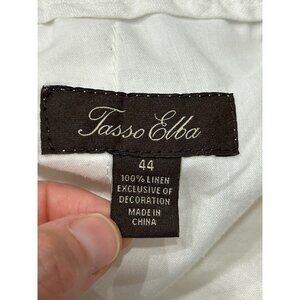 Tasso Elba
44
100% LINEN
EXCLUSIVE OF
DECORATION
MADE IN
CHINA